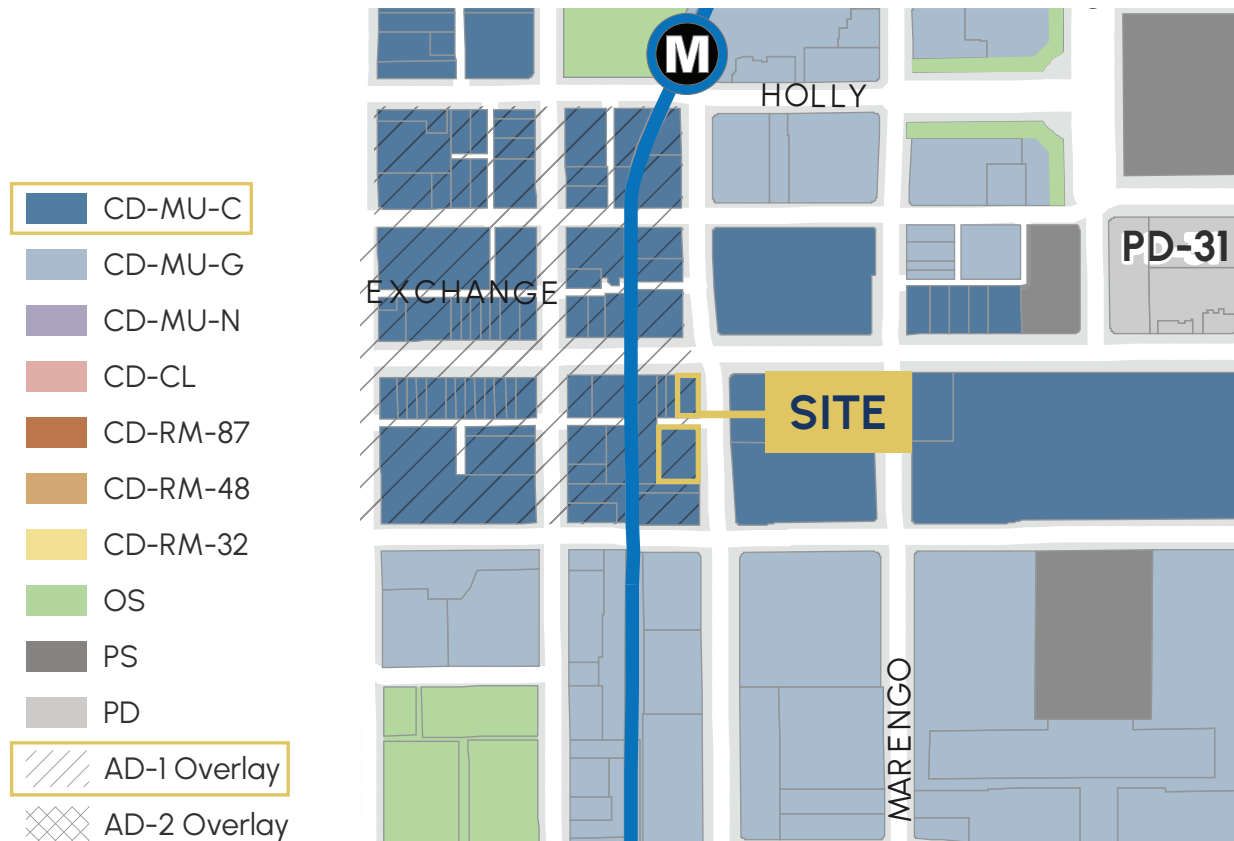 CD-MU-C
CD-MU-G
CD-MU-N
CD-CL
CD-RM-87
CD-RM-48
CD-RM-32
OS
PS
PD
AD-1 Overlay
AD-2 Overlay
M
HOLLY
PD-31
EXCHANGE
SITE
MARENGO